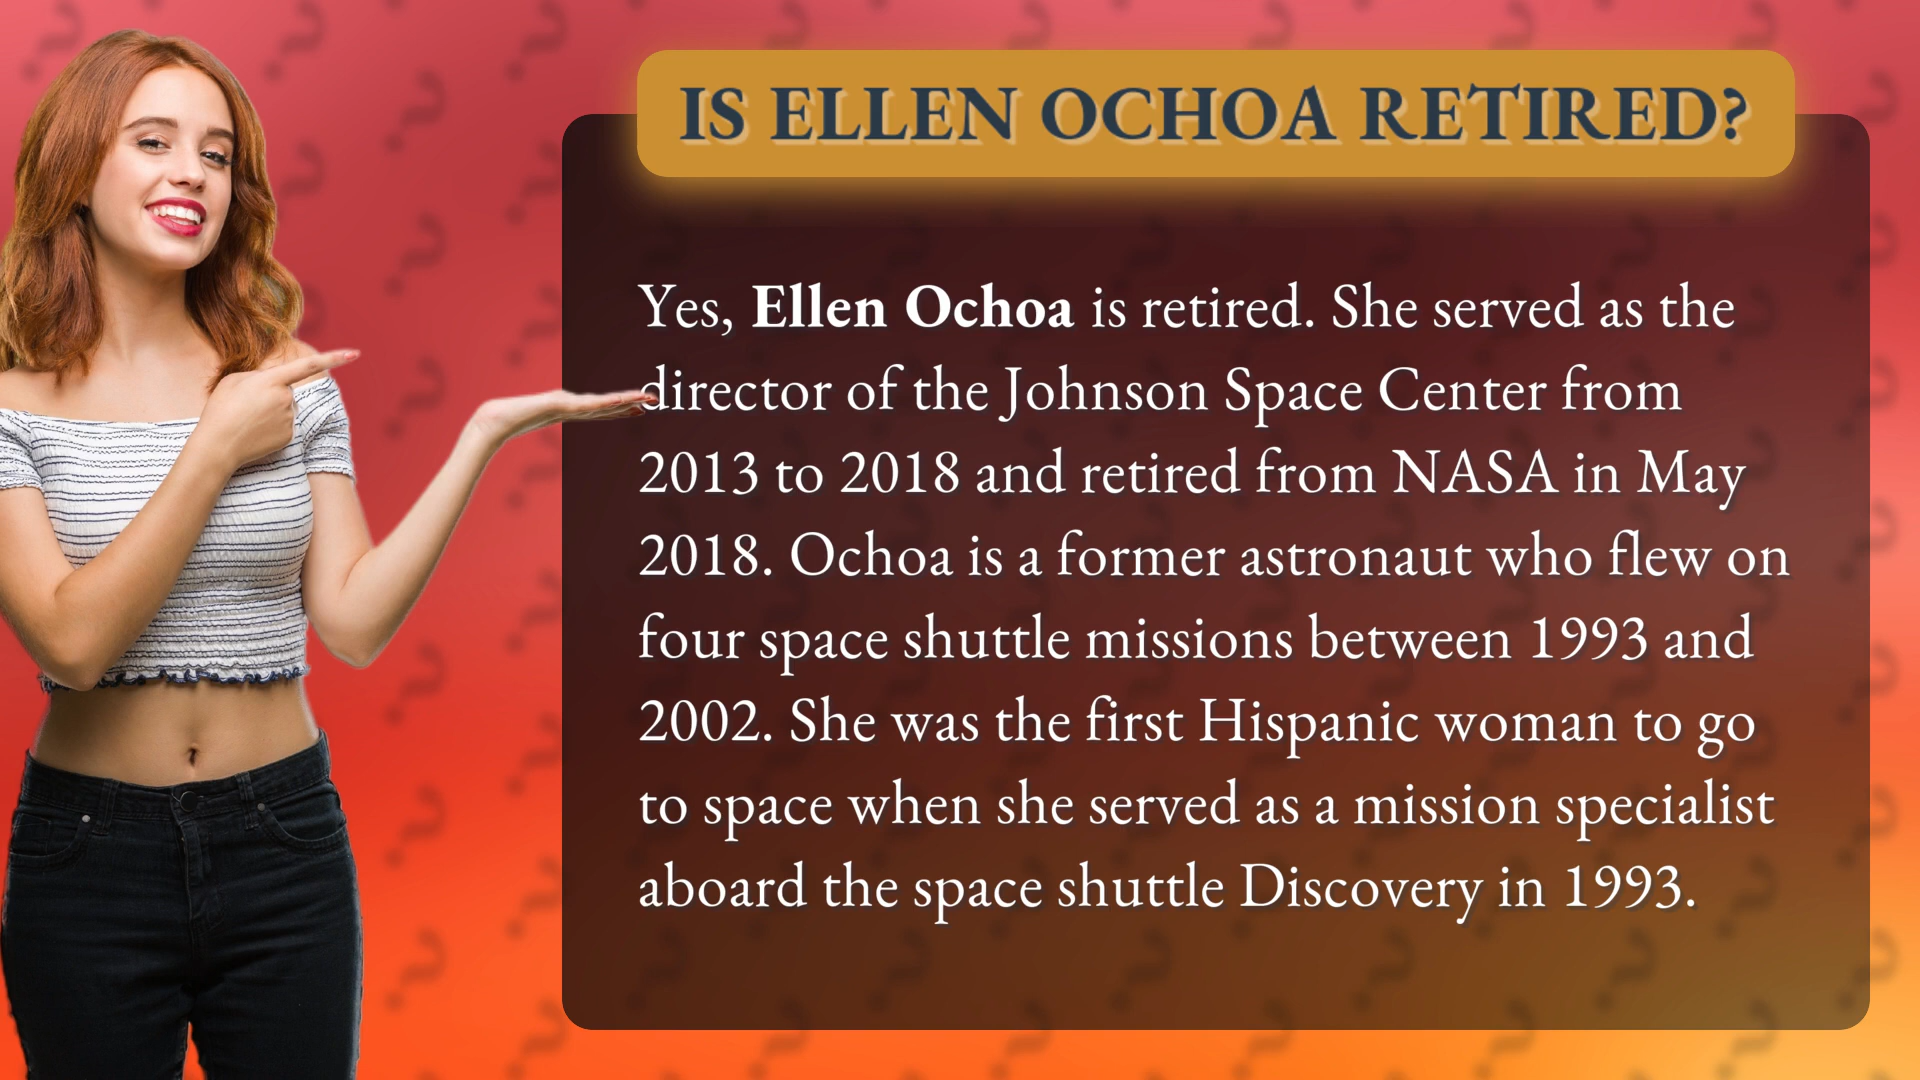 IS ELLEN OCHOA RETIRED?
Yes, Ellen Ochoa is retired. She served as the
director of the Johnson Space Center from
2013 to 2018 and retired from NASA in May
2018. Ochoa is a former astronaut who flew on
four space shuttle missions between 1993 and
2002. She was the first Hispanic woman to go
to space when she served as a mission specialist
aboard the space shuttle Discovery in 1993.